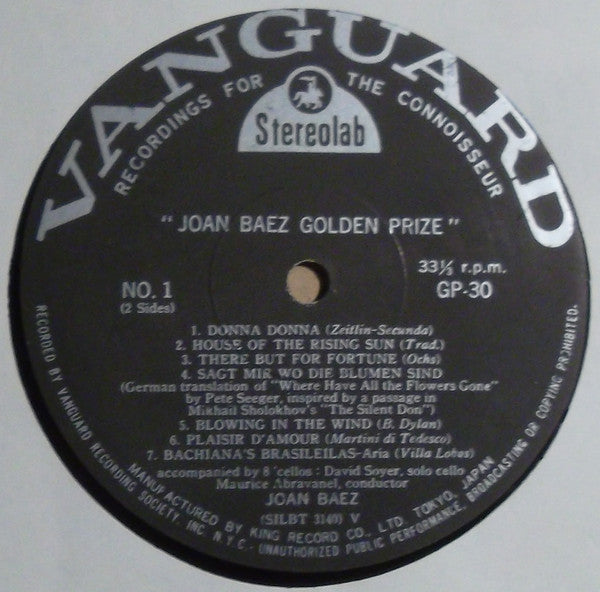 VANGUARD
RECORDINGS FOR THE CONNOISSEUR
Stereolab
"JOAN BAEZ GOLDEN PRIZE"
33⅓ r.p.m.
NO. 1 GP-30
(2 Sides)
1. DONNA DONNA (Zeitlin-Secunda)
2. HOUSE OF THE RISING SUN (Trad.)
3. THERE BUT FOR FORTUNE (Ochs)
4. SAGT MIR WO DIE BLUMEN SIND
(German translation of "Where Have All the Flowers Gone"
by Pete Seeger, inspired by a passage in
Mikhail Sholokhov's "The Silent Don")
5. BLOWING IN THE WIND (B. Dylan)
6. PLAISIR D'AMOUR (Martini di Tedesco)
7. BACHIANA'S BRASILEILAS-Aria (Villa Lobos)
accompanied by 8 'cellos : David Soyer, solo cello
Maurice Abravanel, conductor
JOAN BAEZ
(SILBT 3140) V
MANUFACTURED BY KING RECORD CO., LTD. TOKYO, JAPAN
RECORDED BY VANGUARD RECORDING SOCIETY, INC. N.Y.C. · UNAUTHORIZED PUBLIC PERFORMANCE, BROADCASTING OR COPYING PROHIBITED.